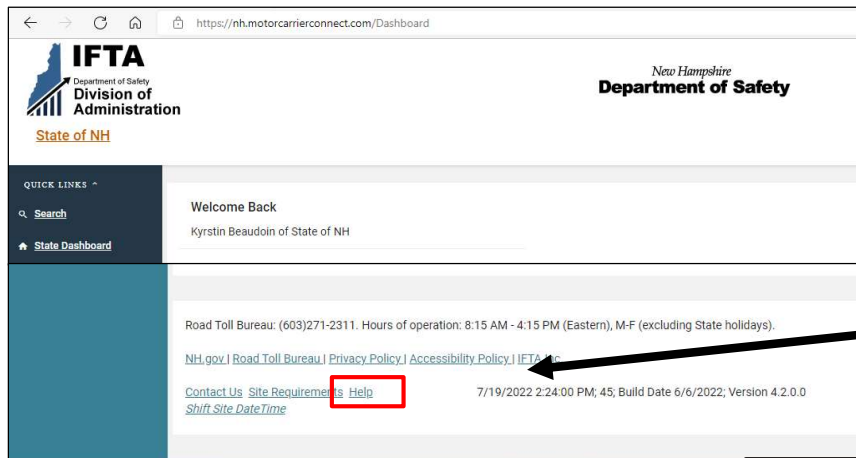 https://nh.motorcarrierconnect.com/Dashboard
IFTA
Department of Safety
Division of
Administration
New Hampshire
Department of Safety
State of NH
QUICK LINKS ^
Search
State Dashboard
Welcome Back
Kyrstin Beaudoin of State of NH
Road Toll Bureau: (603)271-2311. Hours of operation: 8:15 AM - 4:15 PM (Eastern), M-F (excluding State holidays).
NH.gov | Road Toll Bureau | Privacy Policy | Accessibility Policy | IFTA Inc
Contact Us Site Requirements Help 7/19/2022 2:24:00 PM; 45; Build Date 6/6/2022; Version 4.2.0.0
Shift Site DateTime